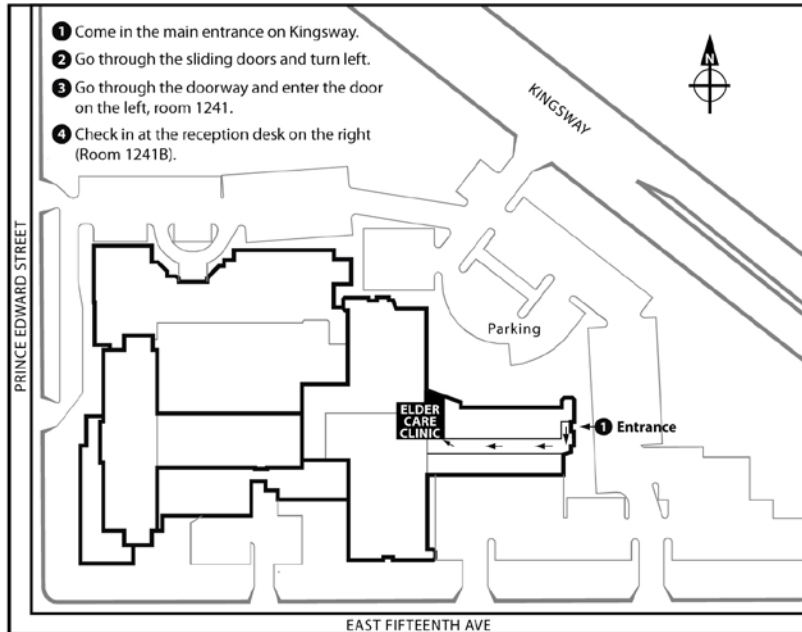 1 Come in the main entrance on Kingsway.
2 Go through the sliding doors and turn left.
3 Go through the doorway and enter the door
on the left, room 1241.
4 Check in at the reception desk on the right
(Room 1241B).
N
KINGSWAY
PRINCE EDWARD STREET
Parking
ELDER
CARE
CLINIC
1 Entrance
EAST FIFTEENTH AVE